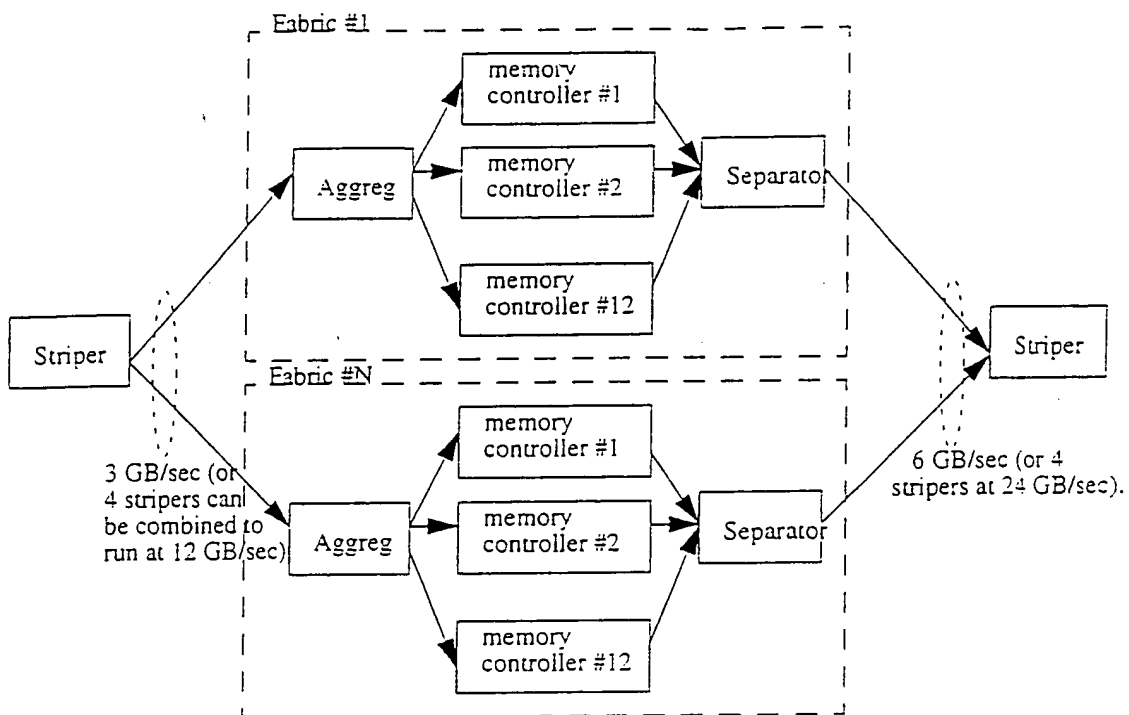 Fabric #1
memory
controller #1
Aggreg
memory
controller #2
Separator
memory
controller #12
Striper
Striper
Fabric #N
memory
controller #1
3 GB/sec (or
4 stripers can
be combined to
run at 12 GB/sec)
6 GB/sec (or 4
stripers at 24 GB/sec).
Aggreg
memory
controller #2
Separator
memory
controller #12